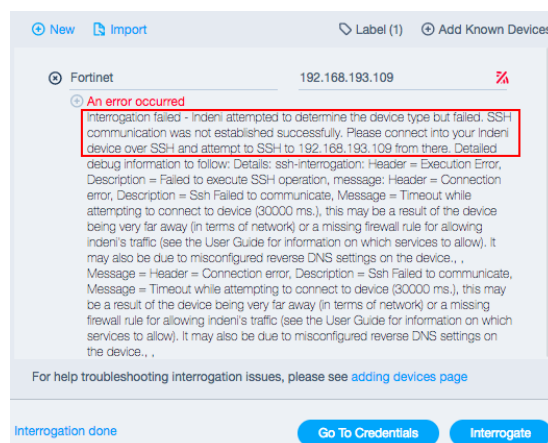 New Import Label (1) Add Known Devices
Fortinet 192.168.193.109
An error occurred
Interrogation failed - Indeni attempted to determine the device type but failed. SSH
communication was not established successfully. Please connect into your Indeni
device over SSH and attempt to SSH to 192.168.193.109 from there. Detailed
debug information to follow: Details: ssh-interrogation: Header = Execution Error,
Description = Failed to execute SSH operation, message: Header = Connection
error, Description = Ssh Failed to communicate, Message = Timeout while
attempting to connect to device (30000 ms.), this may be a result of the device
being very far away (in terms of network) or a missing firewall rule for allowing
indeni's traffic (see the User Guide for information on which services to allow). It
may also be due to misconfigured reverse DNS settings on the device., ,
Message = Header = Connection error, Description = Ssh Failed to communicate,
Message = Timeout while attempting to connect to device (30000 ms.), this may
be a result of the device being very far away (in terms of network) or a missing
firewall rule for allowing indeni's traffic (see the User Guide for information on which
services to allow). It may also be due to misconfigured reverse DNS settings on
the device., ,
For help troubleshooting interrogation issues, please see adding devices page
Interrogation done Go To Credentials Interrogate